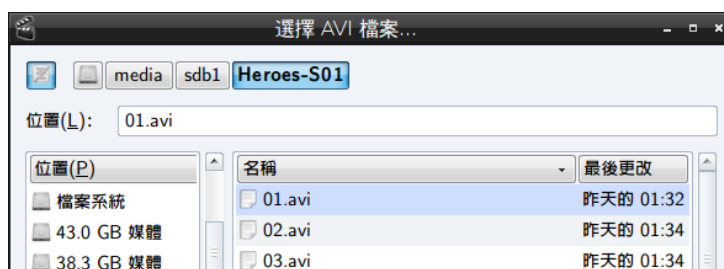 選擇 AVI 檔案...
media sdb1 Heroes-S01
位置(L): 01.avi
位置(P) 名稱 最後更改
檔案系統 01.avi 昨天的 01:32
43.0 GB 媒體 02.avi 昨天的 01:34
38.3 GB 媒體 03.avi 昨天的 01:34